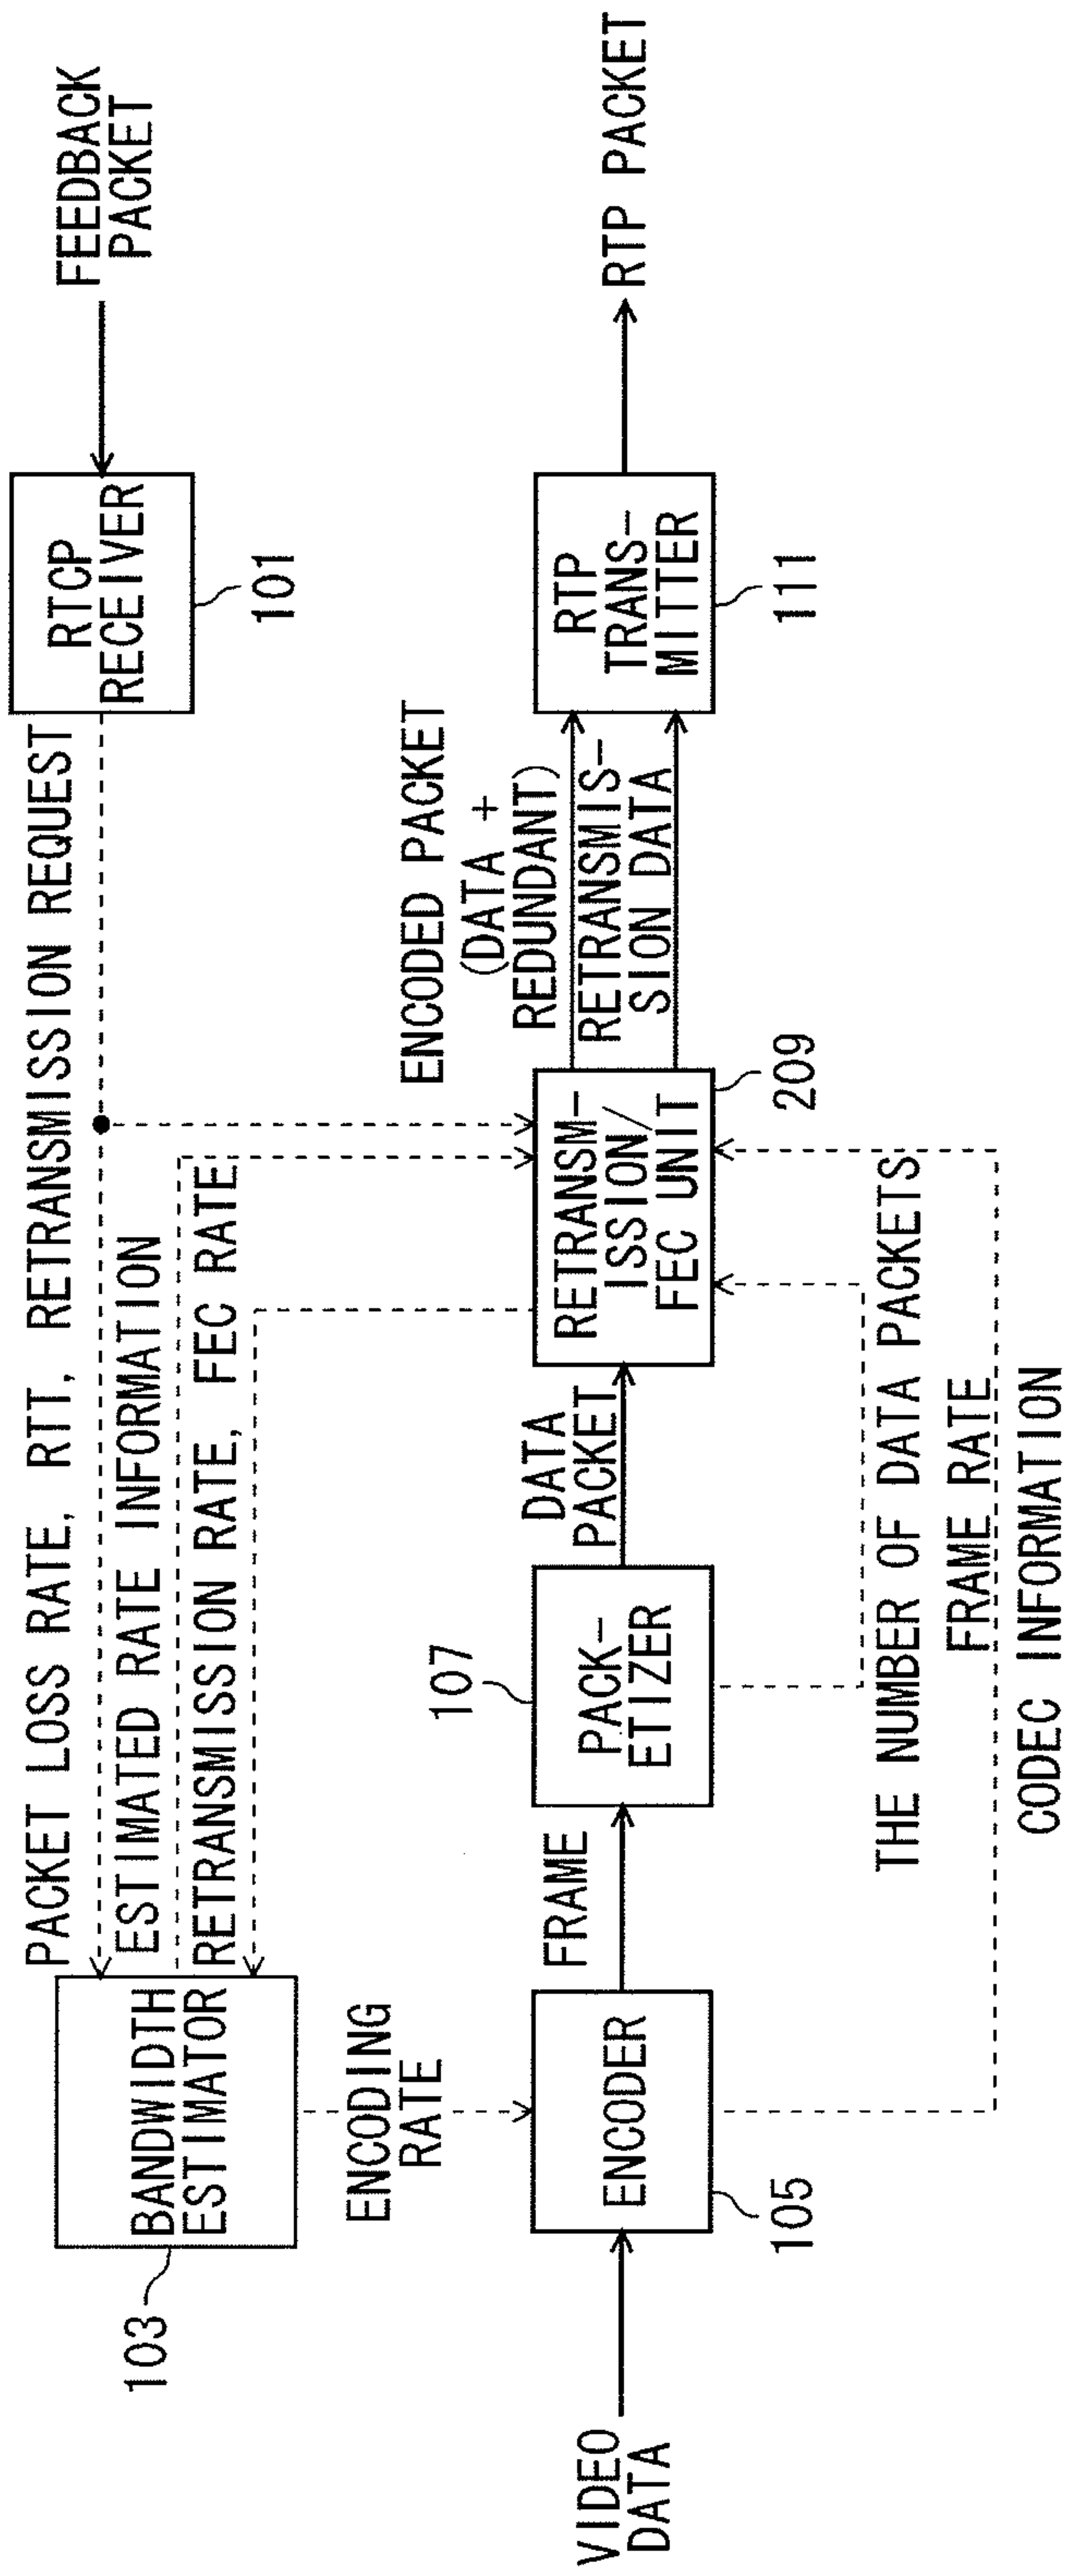 FEEDBACK
PACKET
RTCP
RECEIVER
101
PACKET LOSS RATE, RTT, RETRANSMISSION REQUEST
ESTIMATED RATE INFORMATION
RETRANSMISSION RATE, FEC RATE
103
BANDWIDTH
ESTIMATOR
ENCODING
RATE
VIDEO
DATA
ENCODER
105
FRAME
107
PACK-
ETIZER
DATA
PACKET
RETRANSM-
ISSION/
FEC UNIT
209
ENCODED PACKET
(DATA +
REDUNDANT)
RETRANSMIS-
SION DATA
RTP
TRANS-
MITTER
111
RTP PACKET
THE NUMBER OF DATA PACKETS
FRAME RATE
CODEC INFORMATION